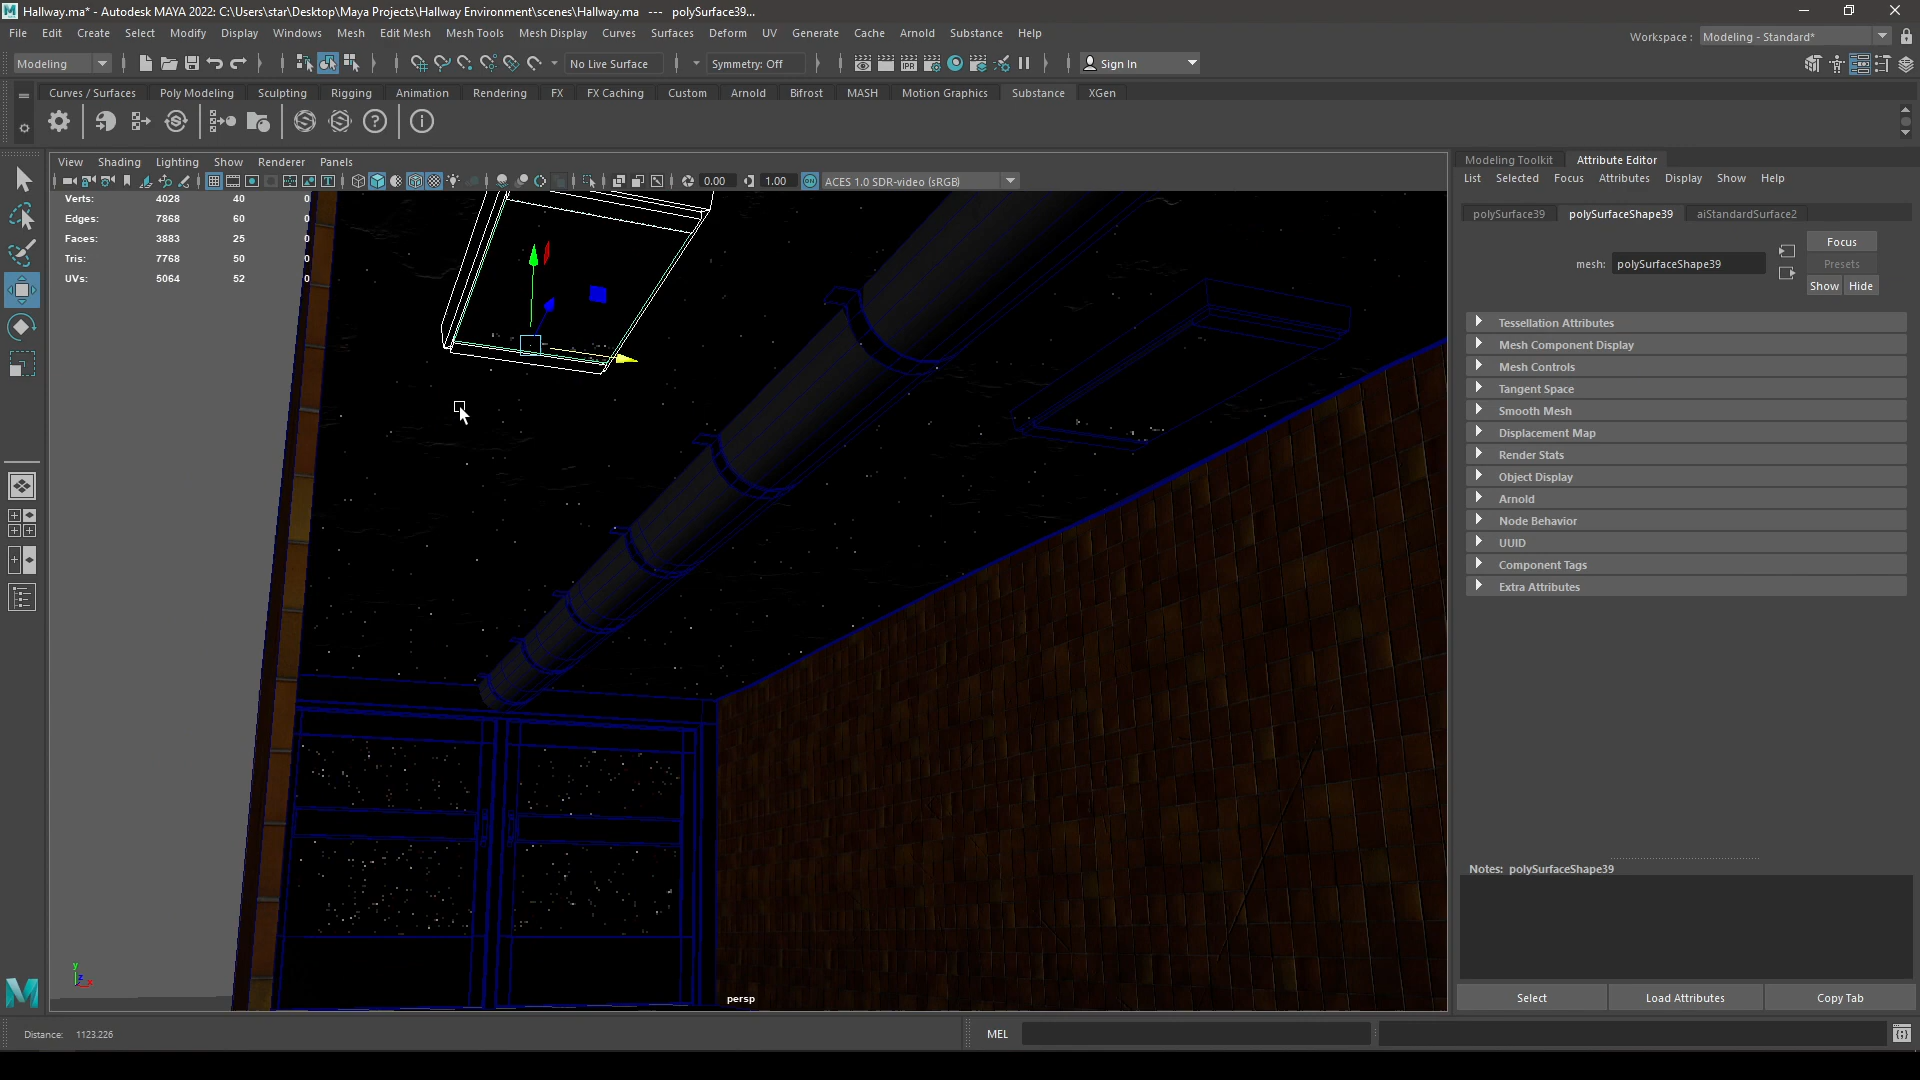 Hallway.ma* - Autodesk MAYA 2022: C:\Users\star\Desktop\Maya Projects\Hallway Environment\scenes\Hallway.ma --- polySurface39...
File Edit Create Select Modify Display Windows Mesh Edit Mesh Mesh Tools Mesh Display Curves Surfaces Deform UV Generate Cache Arnold Substance Help
Workspace : Modeling - Standard*
Modeling No Live Surface Symmetry: Off IPR Sign In
Curves / Surfaces Poly Modeling Sculpting Rigging Animation Rendering FX FX Caching Custom Arnold Bifrost MASH Motion Graphics Substance XGen
View Shading Lighting Show Renderer Panels
0.00 1.00 ON ACES 1.0 SDR-video (sRGB)
Verts: 4028 40 0
Edges: 7868 60 0
Faces: 3883 25 0
Tris: 7768 50 0
UVs: 5064 52 0
y
z x
persp
Modeling Toolkit Attribute Editor
List Selected Focus Attributes Display Show Help
polySurface39 polySurfaceShape39 aiStandardSurface2
Focus
mesh: polySurfaceShape39 Presets
Show Hide
Tessellation Attributes
Mesh Component Display
Mesh Controls
Tangent Space
Smooth Mesh
Displacement Map
Render Stats
Object Display
Arnold
Node Behavior
UUID
Component Tags
Extra Attributes
Notes: polySurfaceShape39
Select Load Attributes Copy Tab
Distance: 1123.226 MEL